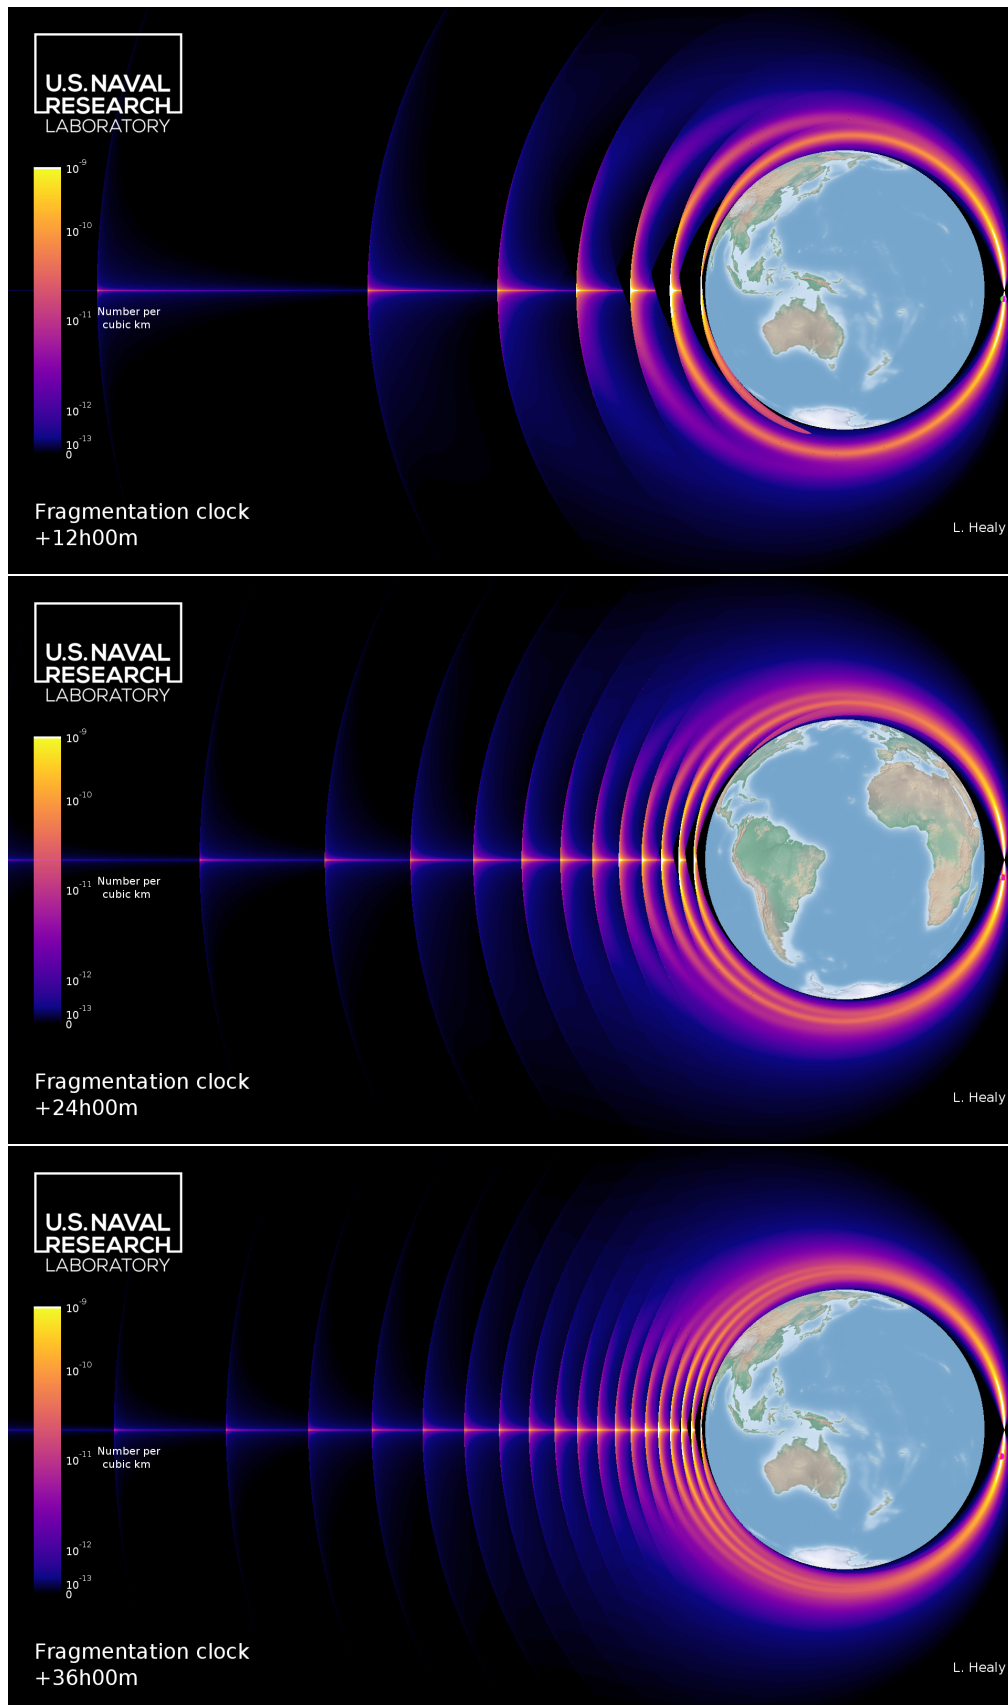 U.S. NAVAL
RESEARCH
LABORATORY
10-9
10-10
10-11
Number per
cubic km
10-12
10-13
0
Fragmentation clock
+12h00m
L. Healy
U.S. NAVAL
RESEARCH
LABORATORY
10-9
10-10
10-11
Number per
cubic km
10-12
10-13
0
Fragmentation clock
+24h00m
L. Healy
U.S. NAVAL
RESEARCH
LABORATORY
10-9
10-10
10-11
Number per
cubic km
10-12
10-13
0
Fragmentation clock
+36h00m
L. Healy